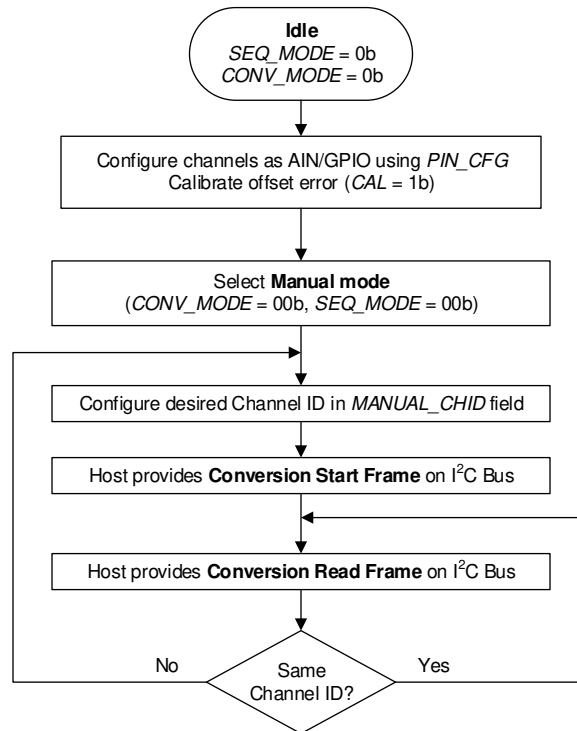 Idle
SEQ_MODE = 0b
CONV_MODE = 0b
Configure channels as AIN/GPIO using PIN_CFG
Calibrate offset error (CAL = 1b)
Select Manual mode
(CONV_MODE = 00b, SEQ_MODE = 00b)
Configure desired Channel ID in MANUAL_CHID field
Host provides Conversion Start Frame on I²C Bus
Host provides Conversion Read Frame on I²C Bus
No
Same
Channel ID?
Yes